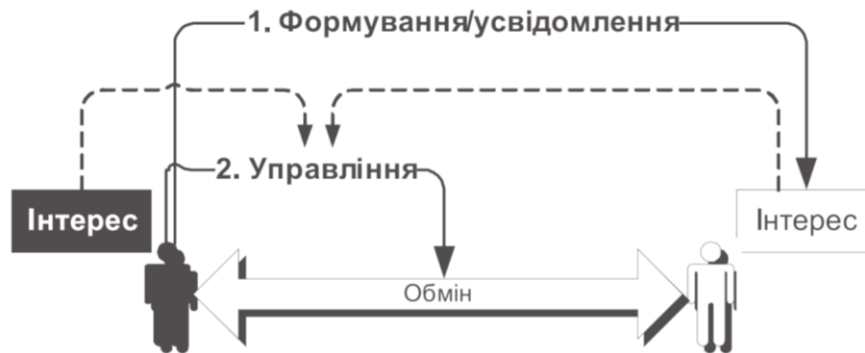 1. Формування/усвідомлення
2. Управління
Інтерес
Інтерес
Обмін